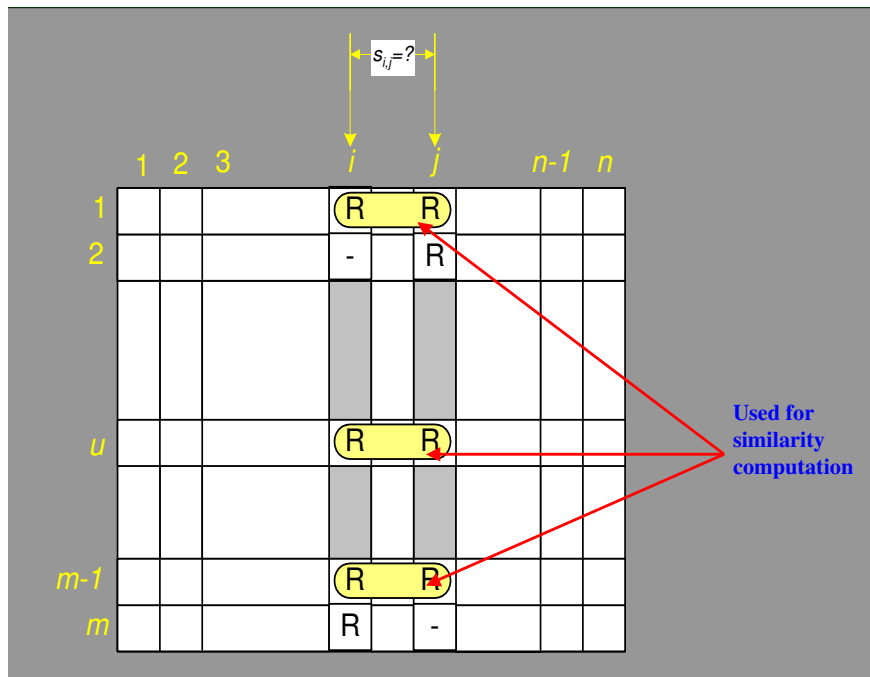 s_{i,j}=?
1 2 3 i j n-1 n
1 R R
2 - R
u R R
Used for
similarity
computation
m-1 R R
m R -